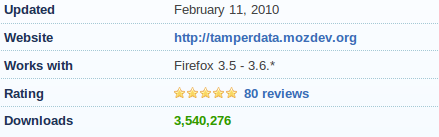 Updated February 11, 2010
Website http://tamperdata.mozdev.org
Works with Firefox 3.5 - 3.6.*
Rating 80 reviews
Downloads 3,540,276